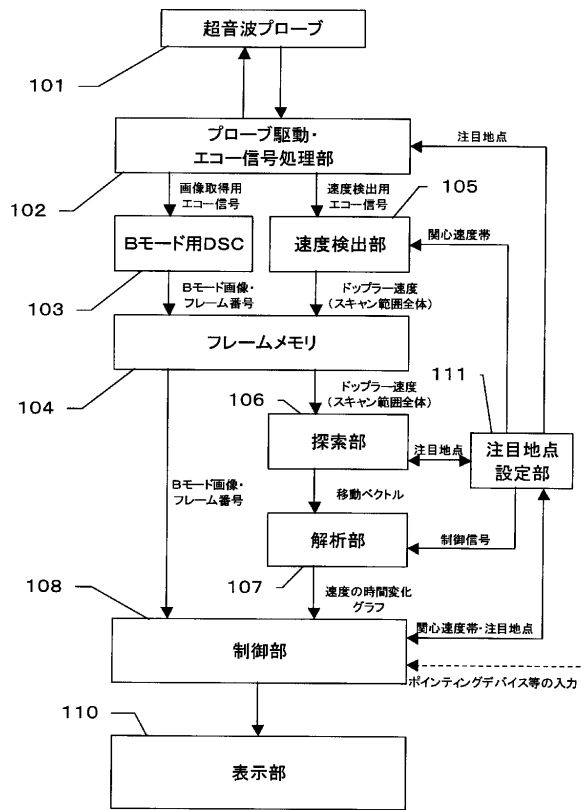 超音波プローブ
101
プローブ駆動・
エコー信号処理部
注目地点
102
画像取得用
エコー信号
速度検出用
エコー信号
105
Bモード用DSC
速度検出部
関心速度帯
103
Bモード画像・
フレーム番号
ドップラー速度
(スキャン範囲全体)
フレームメモリ
104
106
ドップラー速度
(スキャン範囲全体)
111
探索部
注目地点
注目地点
設定部
Bモード画像・
フレーム番号
移動ベクトル
解析部
制御信号
108
107
速度の時間変化
グラフ
制御部
関心速度帯・注目地点
ポインティングデバイス等の入力
110
表示部